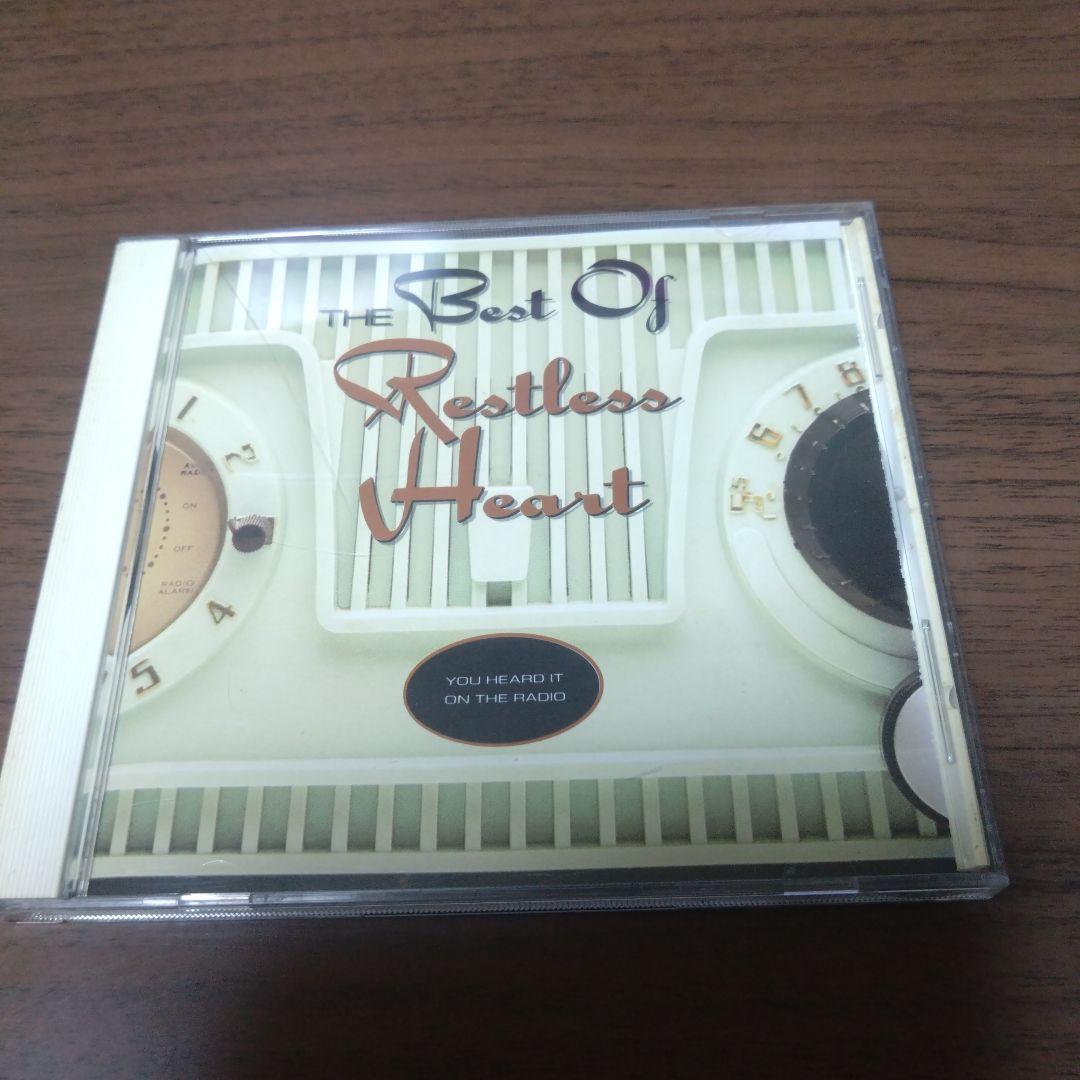 THE Best Of
Restless
Heart
1
2
ON
OFF
RADIO
ALARM
4
5
8
7
6
5
YOU HEARD IT
ON THE RADIO